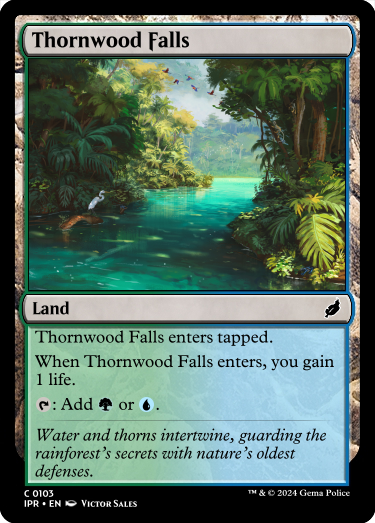 Thornwood Falls
Land
Thornwood Falls enters tapped.
When Thornwood Falls enters, you gain
1 life.
: Add or .
Water and thorns intertwine, guarding the
rainforest's secrets with nature's oldest
defenses.
C 0103
IPR • EN VICTOR SALES
™ & © 2024 Gema Police